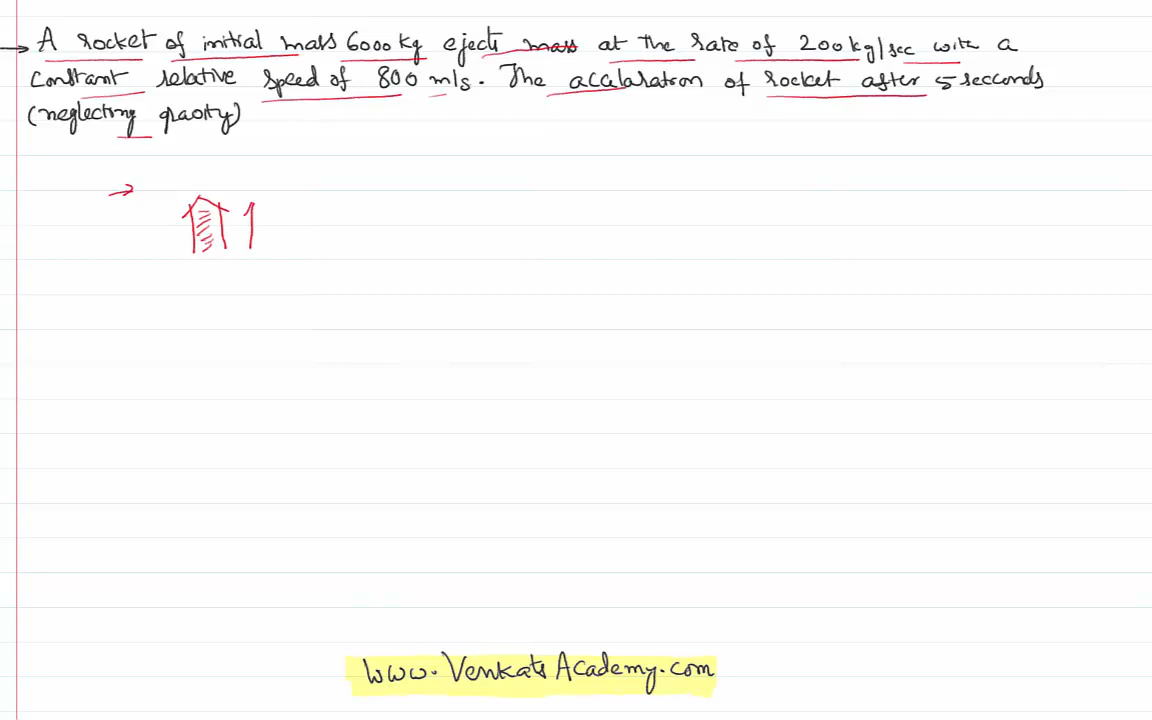 → A rocket of initial mass 6000 kg ejects mass at the rate of 200 kg/sec with a
constant relative speed of 800 m/s. The accelaration of rocket after 5 secconds
(neglecting gravity)
www.VenkatsAcademy.com